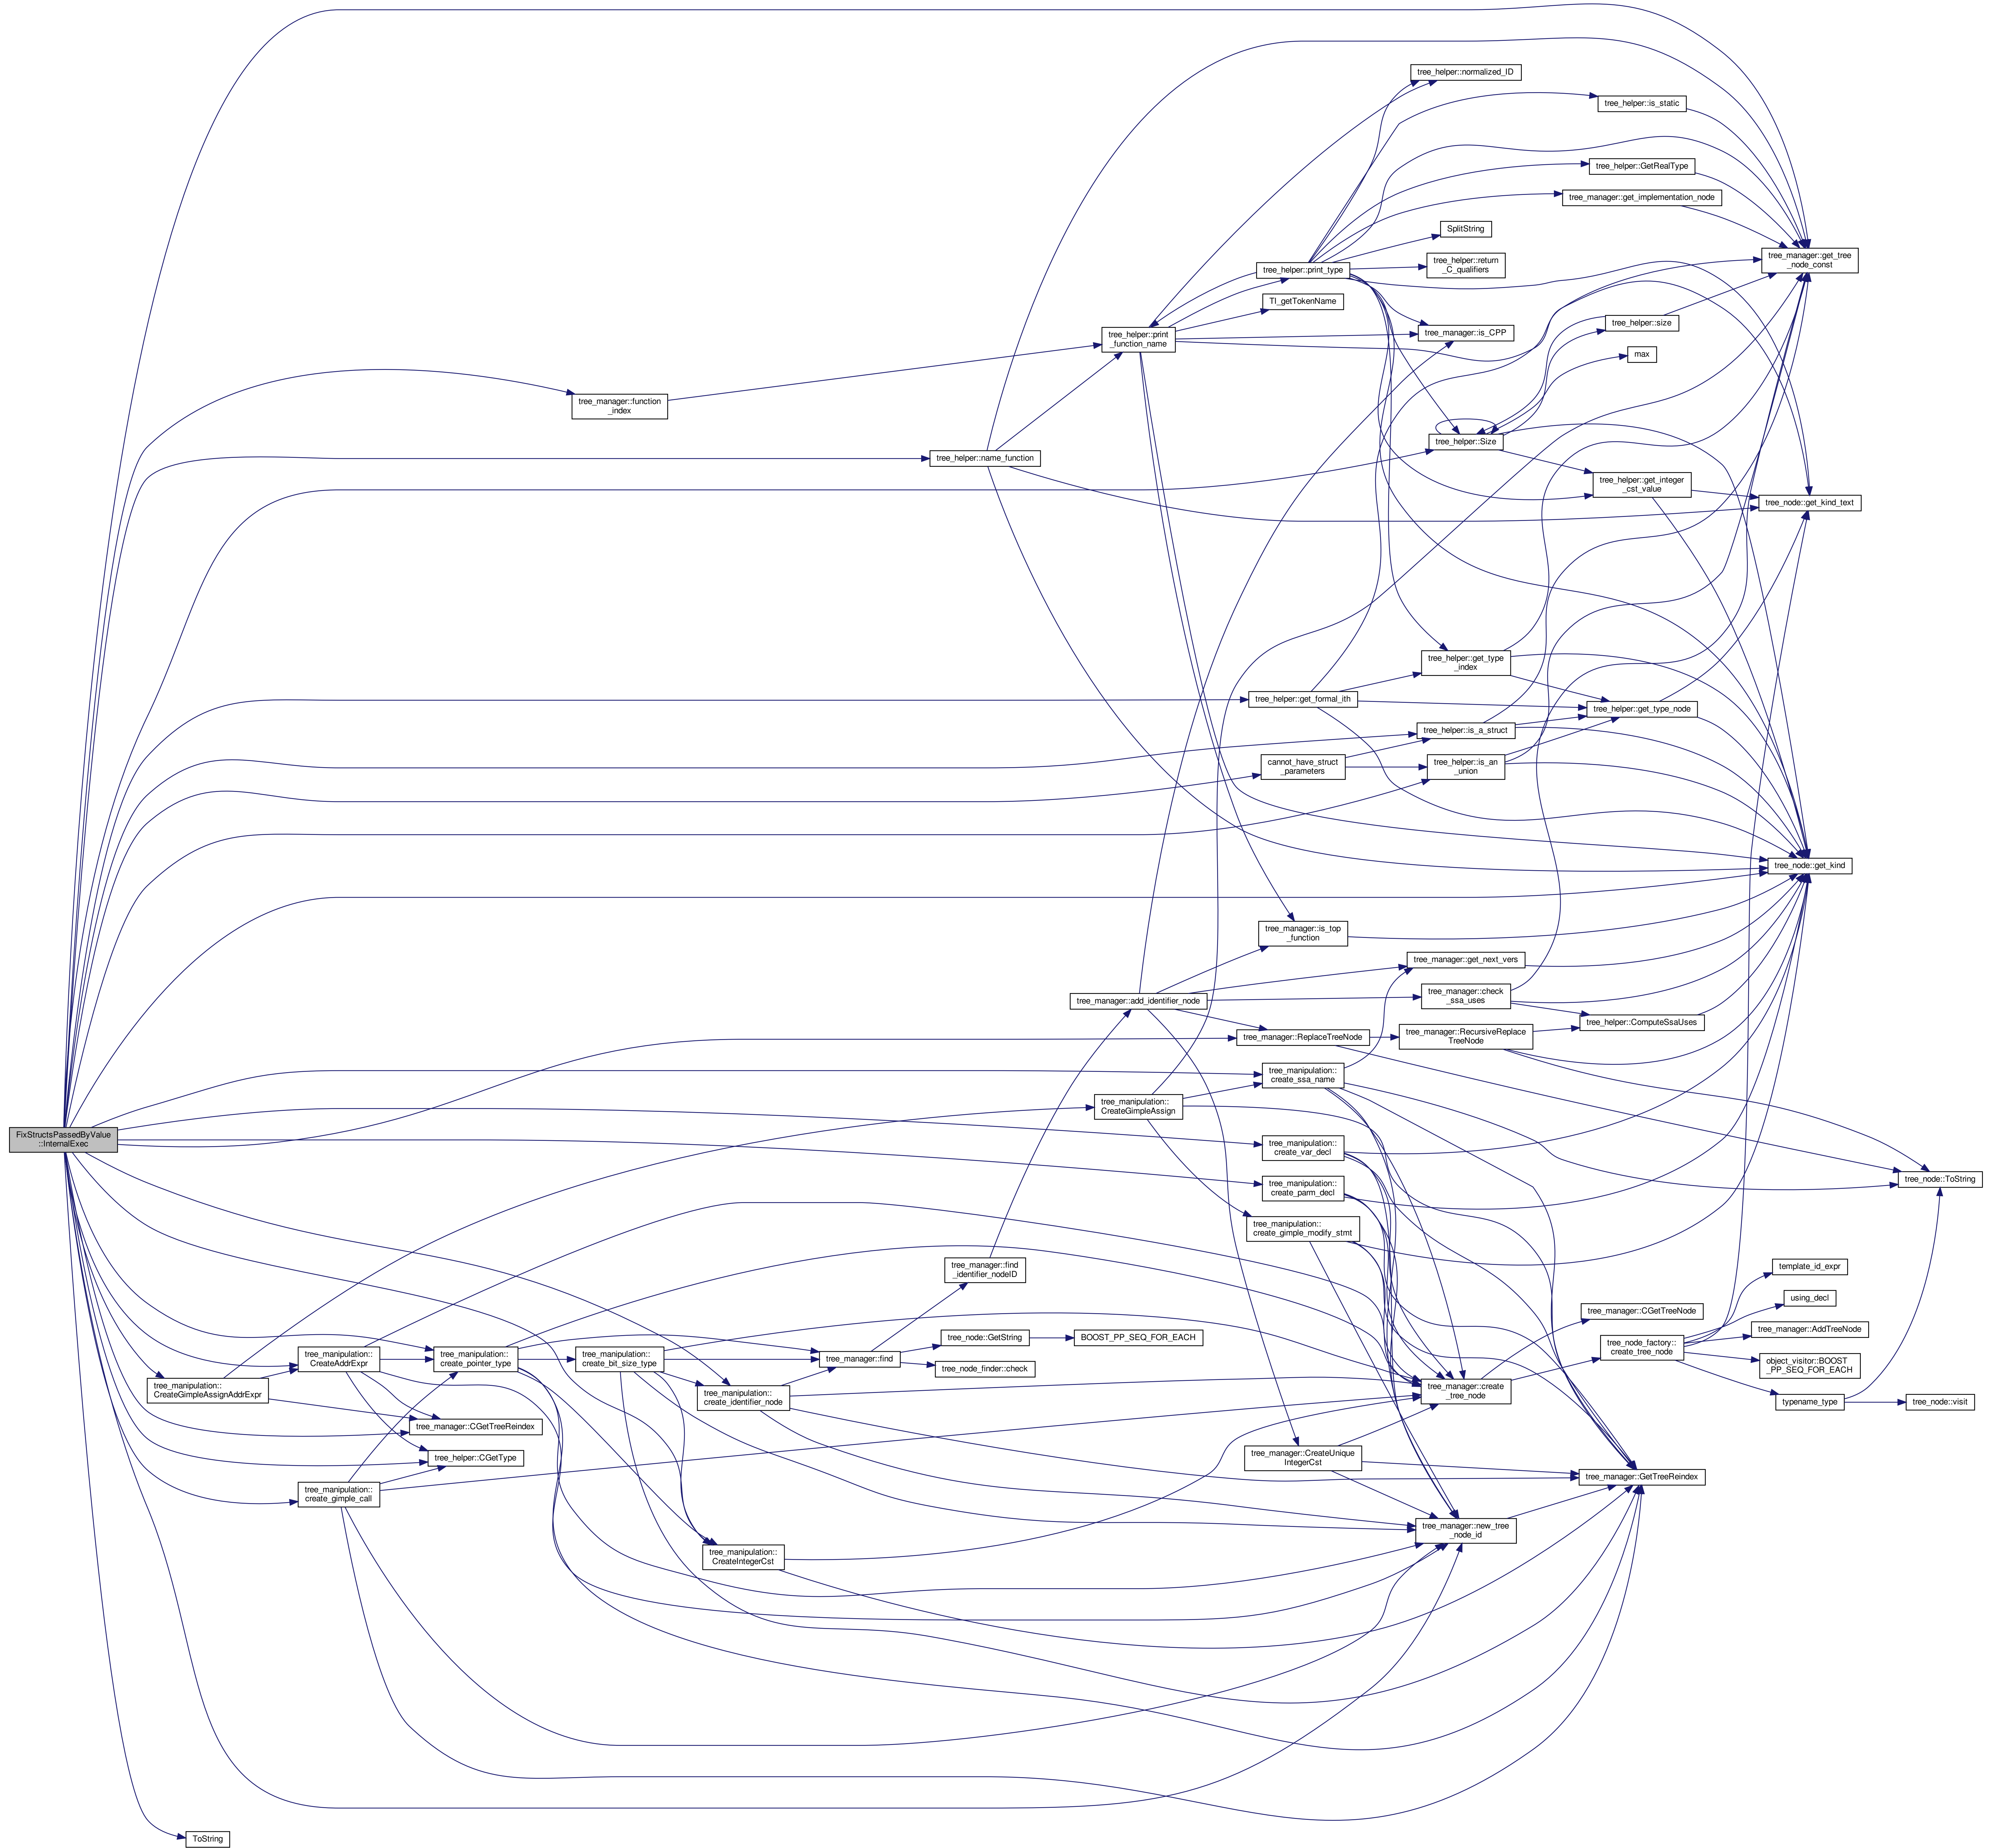 tree_helper::normalized_ID
tree_helper::is_static
tree_helper::GetRealType
tree_manager::get_implementation_node
SplitString
tree_manager::get_tree
_node_const
tree_helper::return
_C_qualifiers
tree_helper::print_type
TI_getTokenName
tree_helper::size
tree_manager::is_CPP
tree_helper::print
_function_name
max
tree_manager::function
_index
tree_helper::Size
tree_helper::name_function
tree_helper::get_integer
_cst_value
tree_node::get_kind_text
tree_helper::get_type
_index
tree_helper::get_formal_ith
tree_helper::get_type_node
tree_helper::is_a_struct
cannot_have_struct
_parameters
tree_helper::is_an
_union
tree_node::get_kind
tree_manager::is_top
_function
tree_manager::get_next_vers
tree_manager::check
_ssa_uses
tree_manager::add_identifier_node
tree_helper::ComputeSsaUses
tree_manager::RecursiveReplace
TreeNode
tree_manager::ReplaceTreeNode
tree_manipulation::
create_ssa_name
tree_manipulation::
CreateGimpleAssign
FixStructsPassedByValue
::InternalExec
tree_manipulation::
create_var_decl
tree_node::ToString
tree_manipulation::
create_parm_decl
tree_manipulation::
create_gimple_modify_stmt
tree_manager::find
_identifier_nodeID
template_id_expr
using_decl
tree_manager::CGetTreeNode
tree_manager::AddTreeNode
tree_node::GetString
BOOST_PP_SEQ_FOR_EACH
tree_node_factory::
create_tree_node
tree_manipulation::
CreateAddrExpr
tree_manipulation::
create_pointer_type
tree_manipulation::
create_bit_size_type
tree_manager::find
object_visitor::BOOST
_PP_SEQ_FOR_EACH
tree_node_finder::check
tree_manipulation::
CreateGimpleAssignAddrExpr
tree_manipulation::
create_identifier_node
tree_manager::create
_tree_node
typename_type
tree_node::visit
tree_manager::CGetTreeReindex
tree_helper::CGetType
tree_manager::CreateUnique
IntegerCst
tree_manager::GetTreeReindex
tree_manipulation::
create_gimple_call
tree_manager::new_tree
_node_id
tree_manipulation::
CreateIntegerCst
ToString